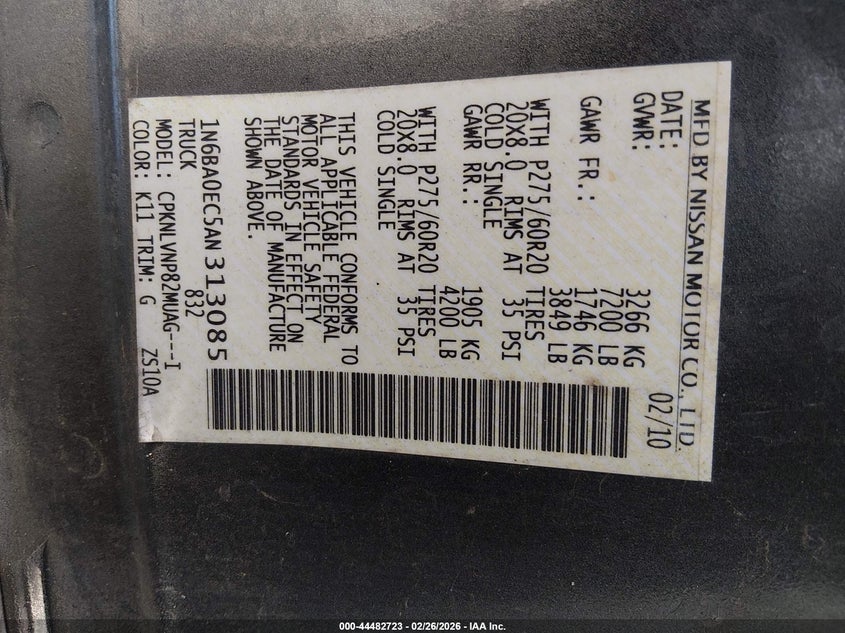 MFD BY NISSAN MOTOR CO., LTD.
DATE: 02/10
GVWR: 3266 KG
7200 LB
GAWR FR.: 1746 KG
3849 LB
WITH P275/60R20 TIRES
20X8.0 RIMS AT 35 PSI
COLD SINGLE
GAWR RR.: 1905 KG
4200 LB
WITH P275/60R20 TIRES
20X8.0 RIMS AT 35 PSI
COLD SINGLE
THIS VEHICLE CONFORMS TO
ALL APPLICABLE FEDERAL
MOTOR VEHICLE SAFETY
STANDARDS IN EFFECT ON
THE DATE OF MANUFACTURE
SHOWN ABOVE.
1N6BA0EC5AN313085
TRUCK 832
MODEL: CPKNLVNP82MUAG---I
COLOR: K11 TRIM: G ZS10A
000-44482723 - 02/26/2026 - IAA Inc.